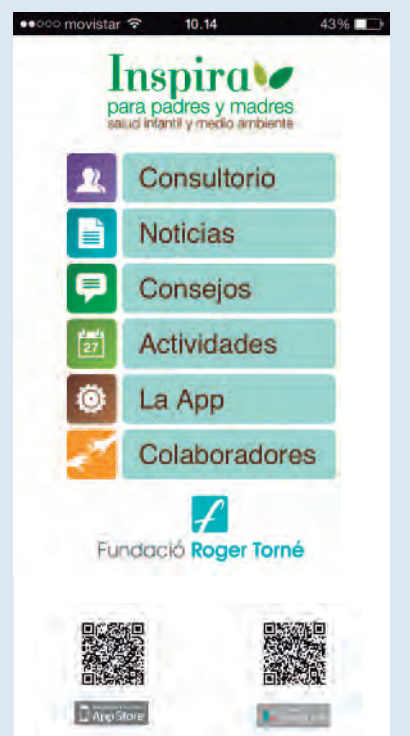 movistar 10.14 43%
Inspira
para padres y madres
salud infantil y medio ambiente
Consultorio
Noticias
Consejos
27
Actividades
La App
Colaboradores
f
Fundació Roger Torné
App Store